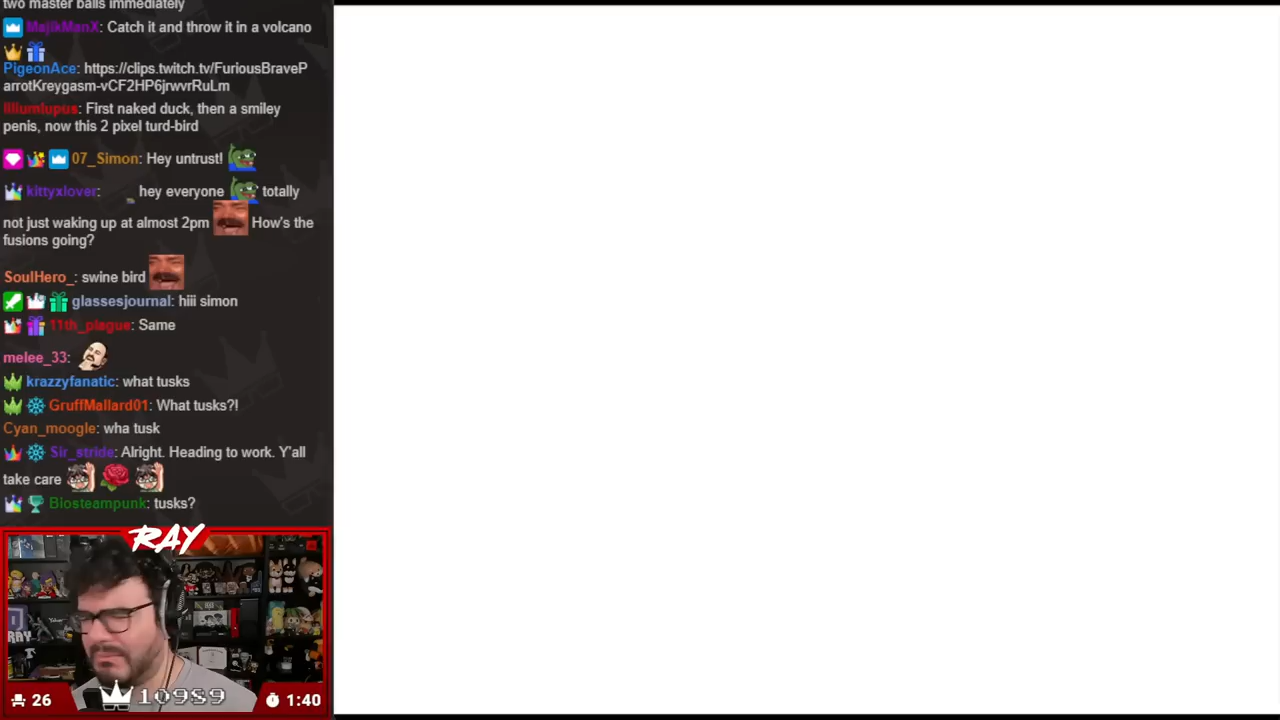 two master balls immediately
MajikManX: Catch it and throw it in a volcano
PigeonAce: https://clips.twitch.tv/FuriousBraveP
arrotKreygasm-vCF2HP6jrwvrRuLm
First naked duck, then a smiley
penis, now this 2 pixel turd-bird
07_Simon: Hey untrust!
kittyxlover: hey everyone totally
not just waking up at almost 2pm How's the
fusions going?
SoulHero_: swine bird
glassesjournal: hiii simon
11th_plague: Same
melee_33:
krazzyfanatic: what tusks
GruffMallard01: What tusks?!
Cyan_moogle: wha tusk
Sir_stride: Alright. Heading to work. Y'all
take care
Biosteampunk: tusks?
RAY
RAY
26 10989 1:40